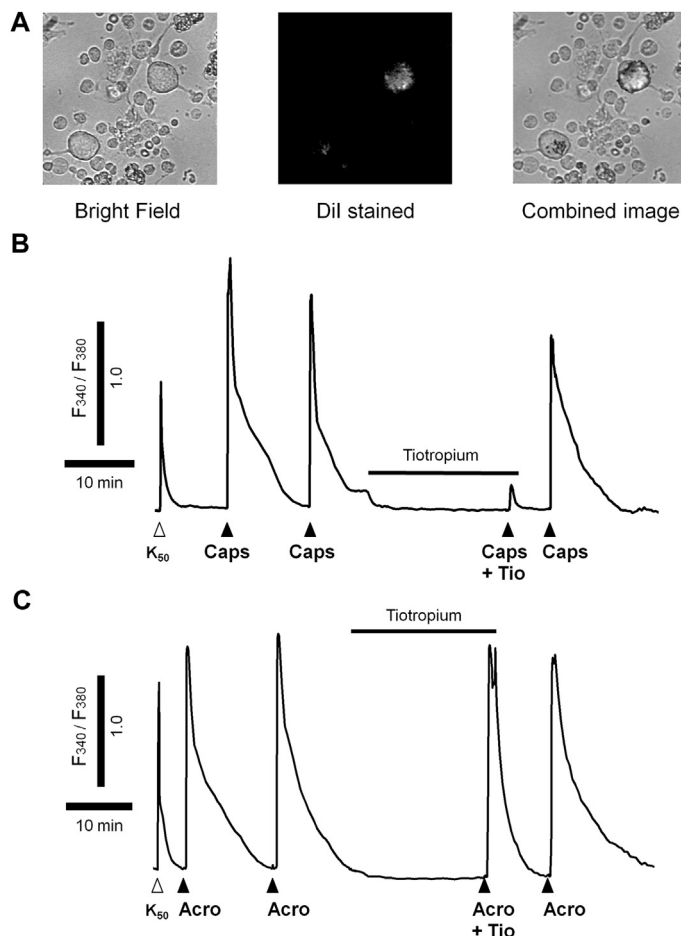 A
Bright Field
DiI stained
Combined image
B
F340 / F380
1.0
10 min
Tiotropium
K50
Caps
Caps
Caps
+ Tio
Caps
C
F340 / F380
1.0
10 min
Tiotropium
K50
Acro
Acro
Acro
+ Tio
Acro